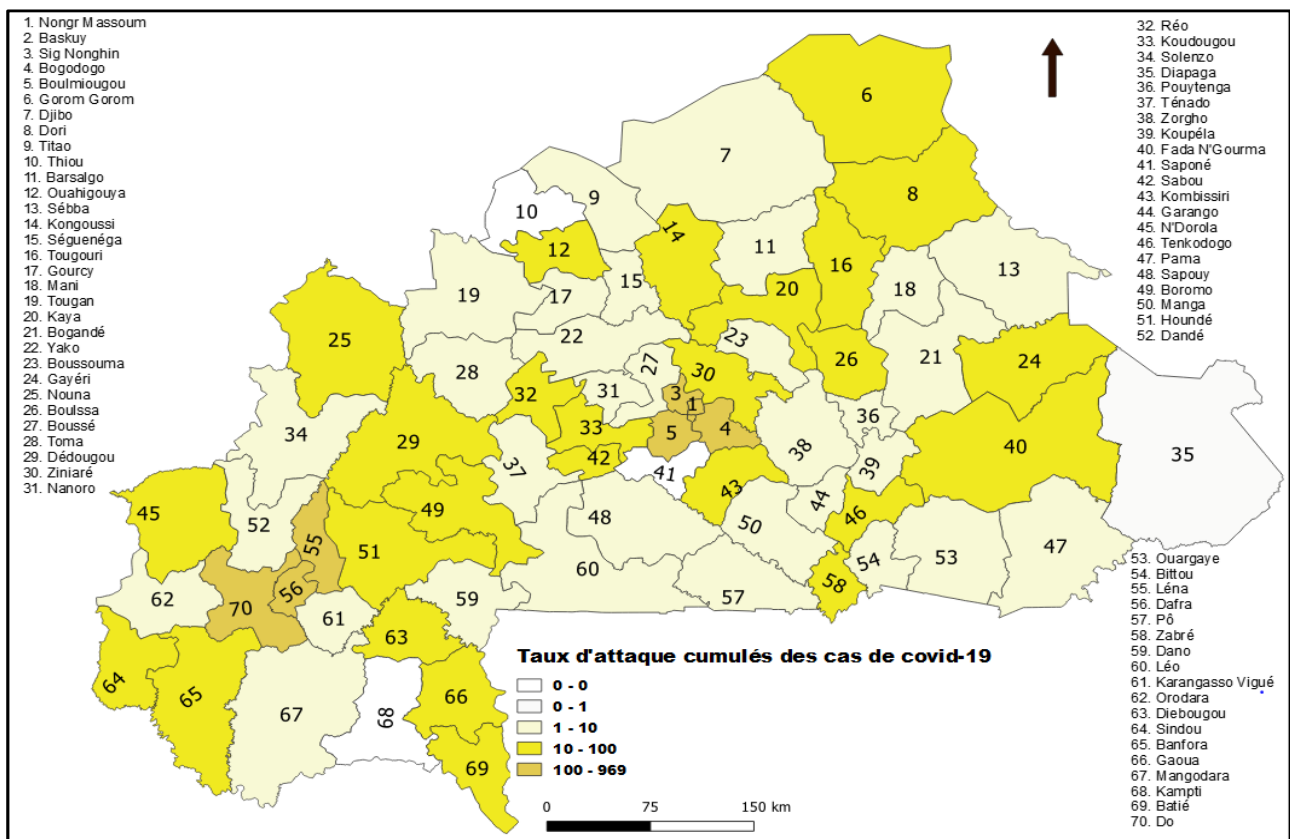 1. Nongr Massoum
2. Baskuy
3. Sig Nonghin
4. Bogodogo
5. Boulmiougou
6. Gorom Gorom
7. Djibo
8. Dori
9. Titao
10. Thiou
11. Barsalgo
12. Ouahigouya
13. Sébba
14. Kongoussi
15. Séguenéga
16. Tougouri
17. Gourcy
18. Mani
19. Tougan
20. Kaya
21. Bogandé
22. Yako
23. Boussouma
24. Gayéri
25. Nouna
26. Boulssa
27. Boussé
28. Toma
29. Dédougou
30. Ziniaré
31. Nanoro
32. Réo
33. Koudougou
34. Solenzo
35. Diapaga
36. Pouytenga
37. Ténado
38. Zorgho
39. Koupéla
40. Fada N'Gourma
41. Saponé
42. Sabou
43. Kombissiri
44. Garango
45. N'Dorola
46. Tenkodogo
47. Pama
48. Sapouy
49. Boromo
50. Manga
51. Houndé
52. Dandé
6
7
8
9
10
14
11
12
13
16
15
19
17
20
18
25
22
23
21
24
26
27
30
28
32
31
3
1
33
36
34
29
5
4
38
35
40
42
37
41
39
43
44
45
49
46
52
48
50
55
51
54
53
47
56
60
58
57
62
59
70
61
63
64
65
66
67
68
69
53. Ouargaye
54. Bittou
55. Léna
56. Dafra
57. Pô
58. Zabré
59. Dano
60. Léo
61. Karangasso Vigué
62. Orodara
63. Diebougou
64. Sindou
65. Banfora
66. Gaoua
67. Mangodara
68. Kampti
69. Batié
70. Do
Taux d'attaque cumulés des cas de covid-19
0 - 0
0 - 1
1 - 10
10 - 100
100 - 969
0 75 150 km